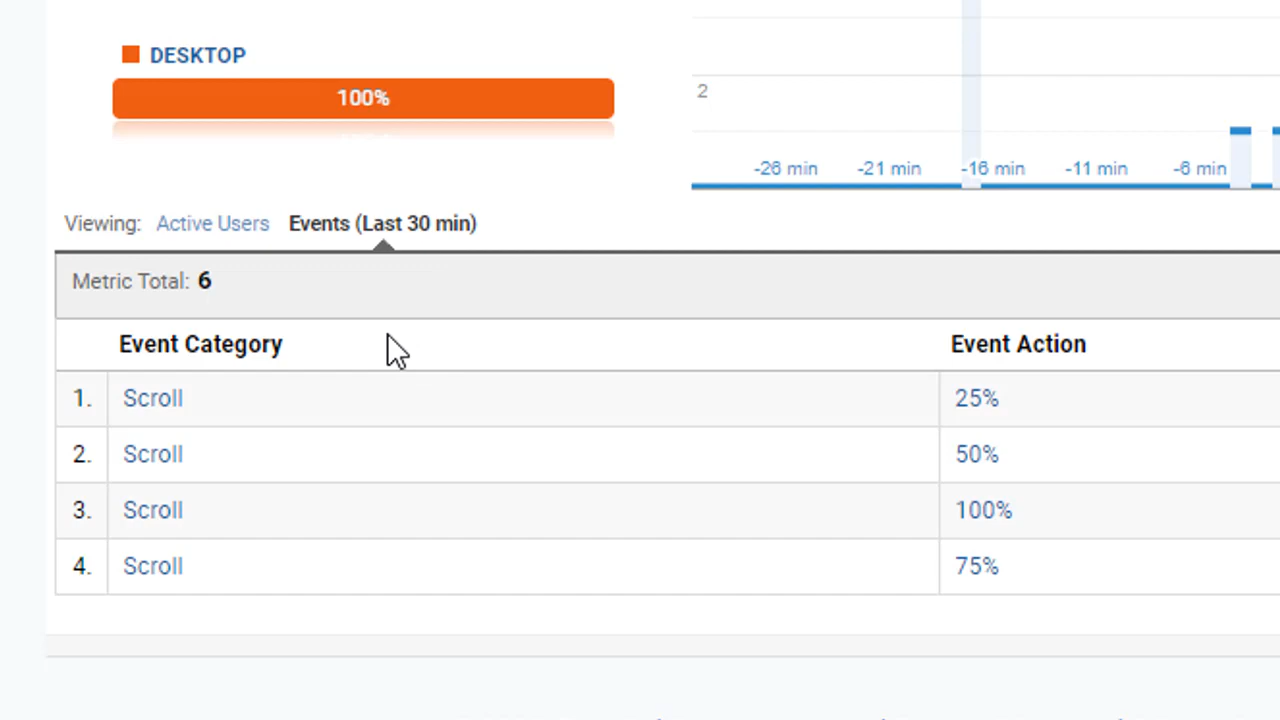 DESKTOP
100%
2
-26 min -21 min -16 min -11 min -6 min
Viewing: Active Users Events (Last 30 min)
Metric Total: 6
Event Category Event Action
1. Scroll 25%
2. Scroll 50%
3. Scroll 100%
4. Scroll 75%